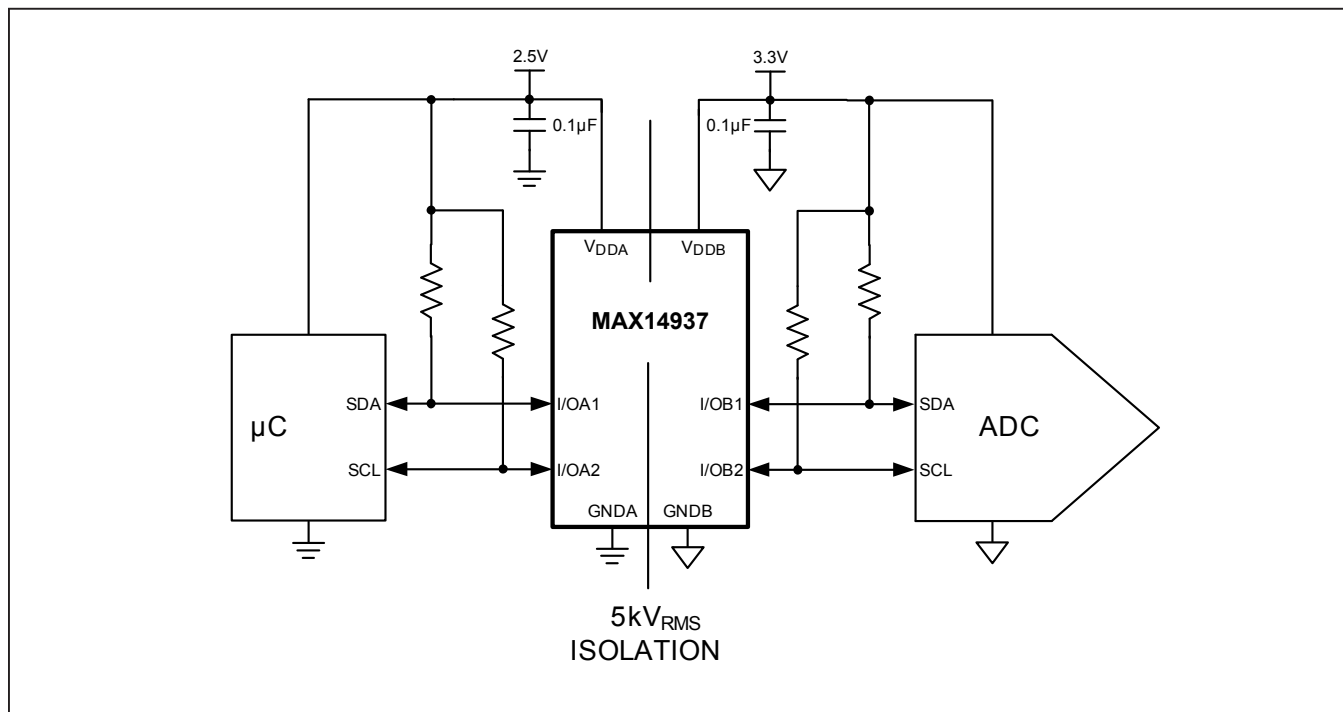 2.5V
3.3V
0.1µF
0.1µF
VDDA
VDDB
MAX14937
µC
SDA
SCL
I/OA1
I/OA2
I/OB1
I/OB2
SDA
SCL
ADC
GNDA
GNDB
5kVRMS
ISOLATION